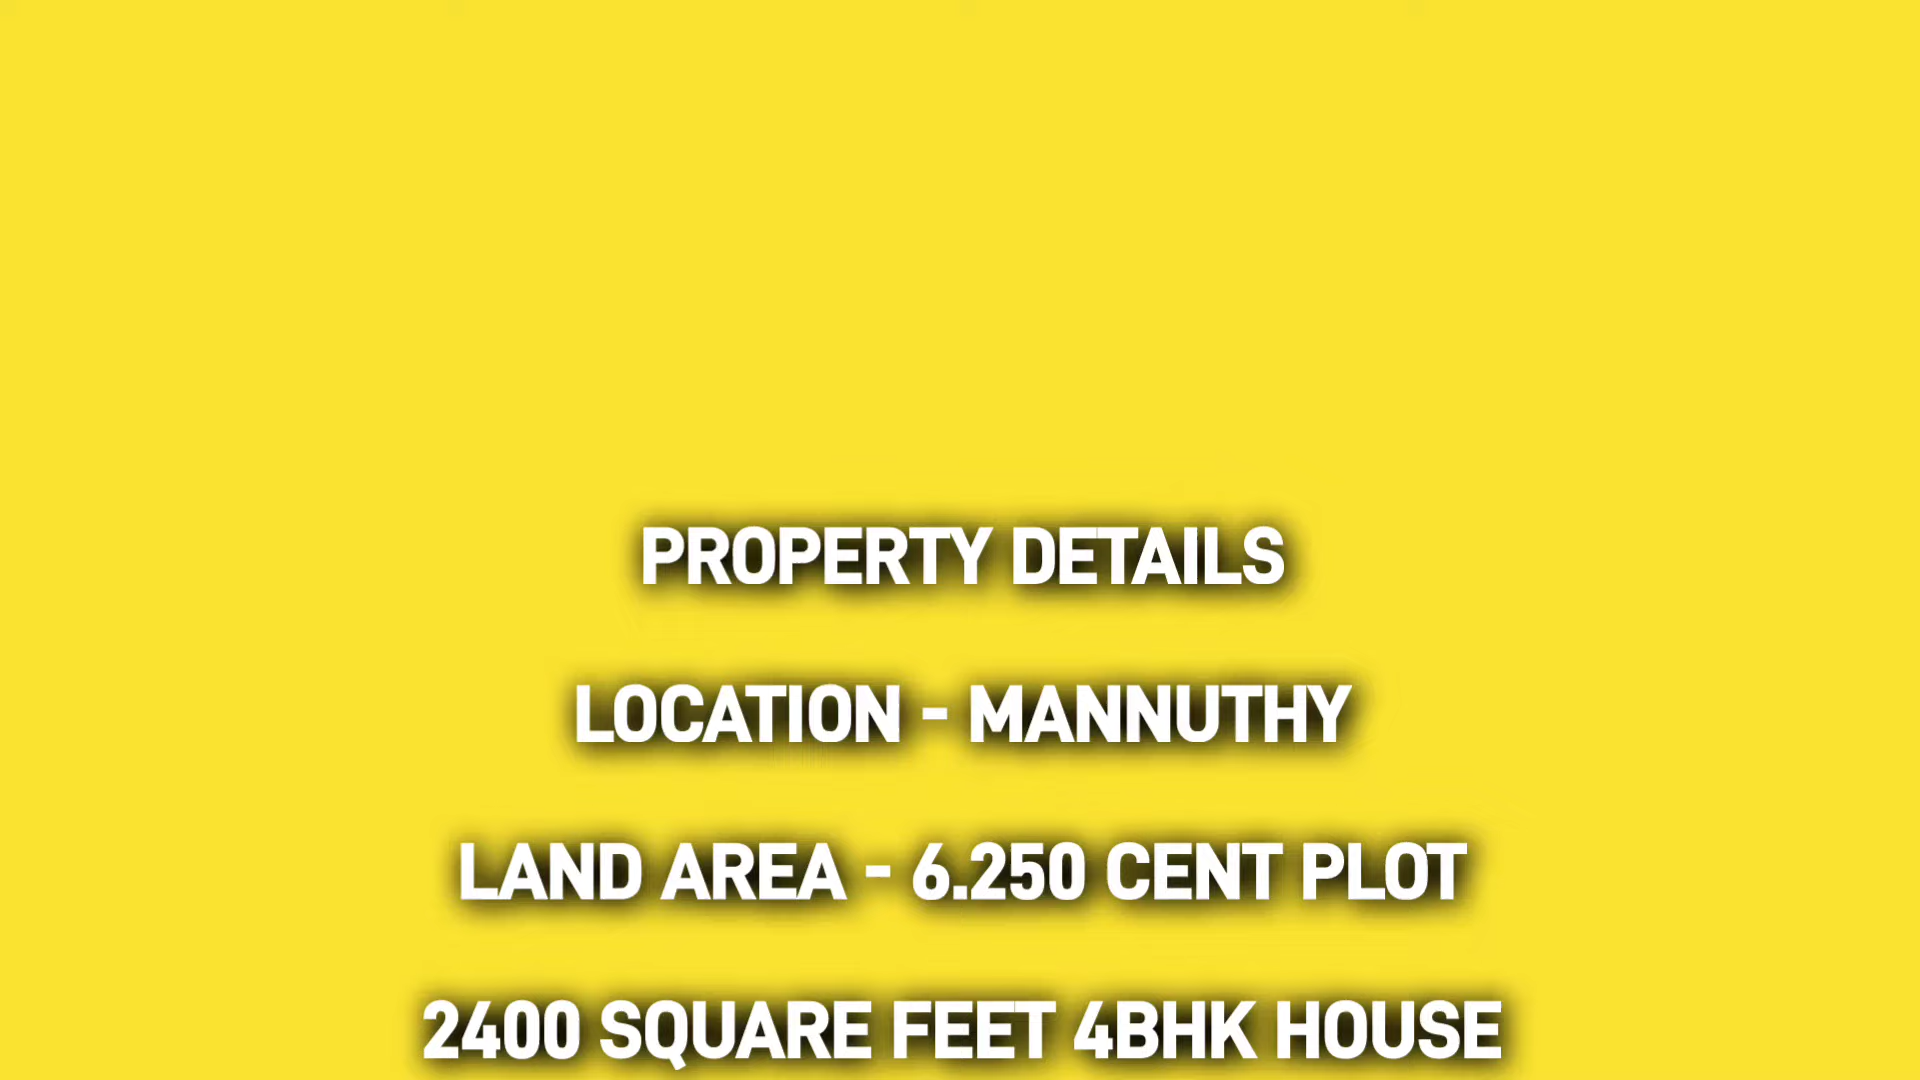 PROPERTY DETAILS
LOCATION - MANNUTHY
LAND AREA - 6.250 CENT PLOT
2400 SQUARE FEET 4BHK HOUSE